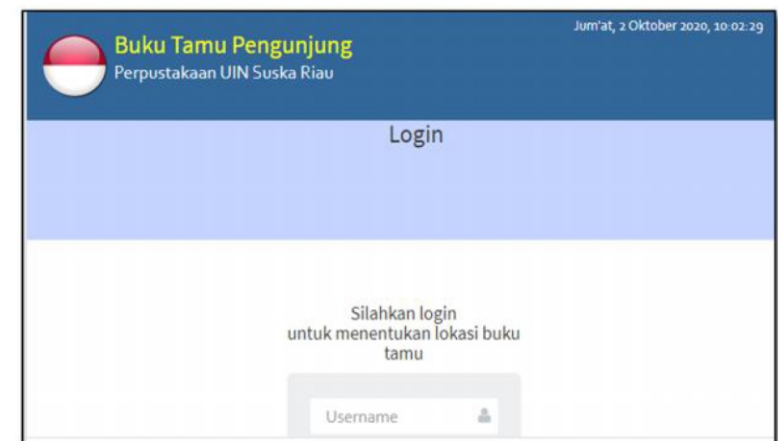 Jum'at, 2 Oktober 2020, 10:02:29
Buku Tamu Pengunjung
Perpustakaan UIN Suska Riau
Login
Silahkan login
untuk menentukan lokasi buku
tamu
Username